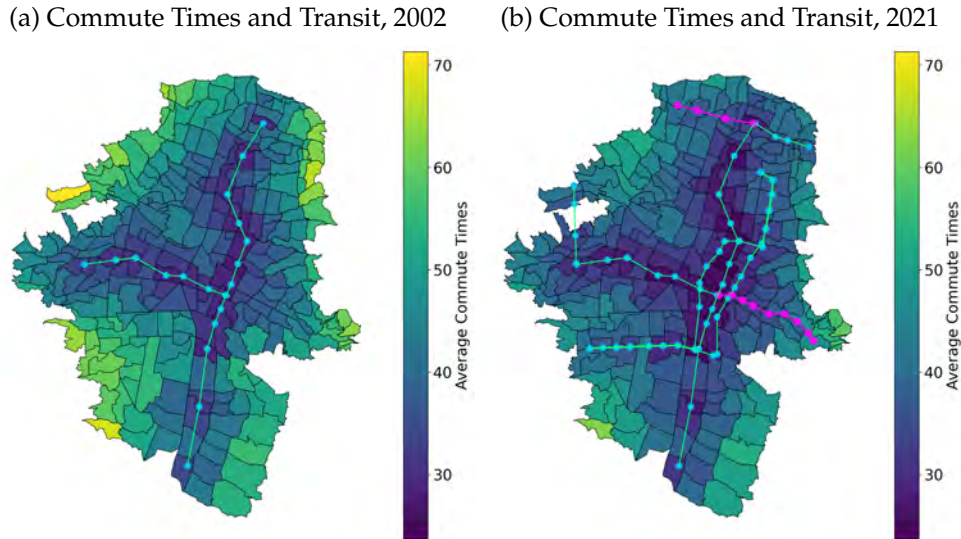 (a) Commute Times and Transit, 2002
(b) Commute Times and Transit, 2021
70
60
50
40
30
Average Commute Times
70
60
50
40
30
Average Commute Times